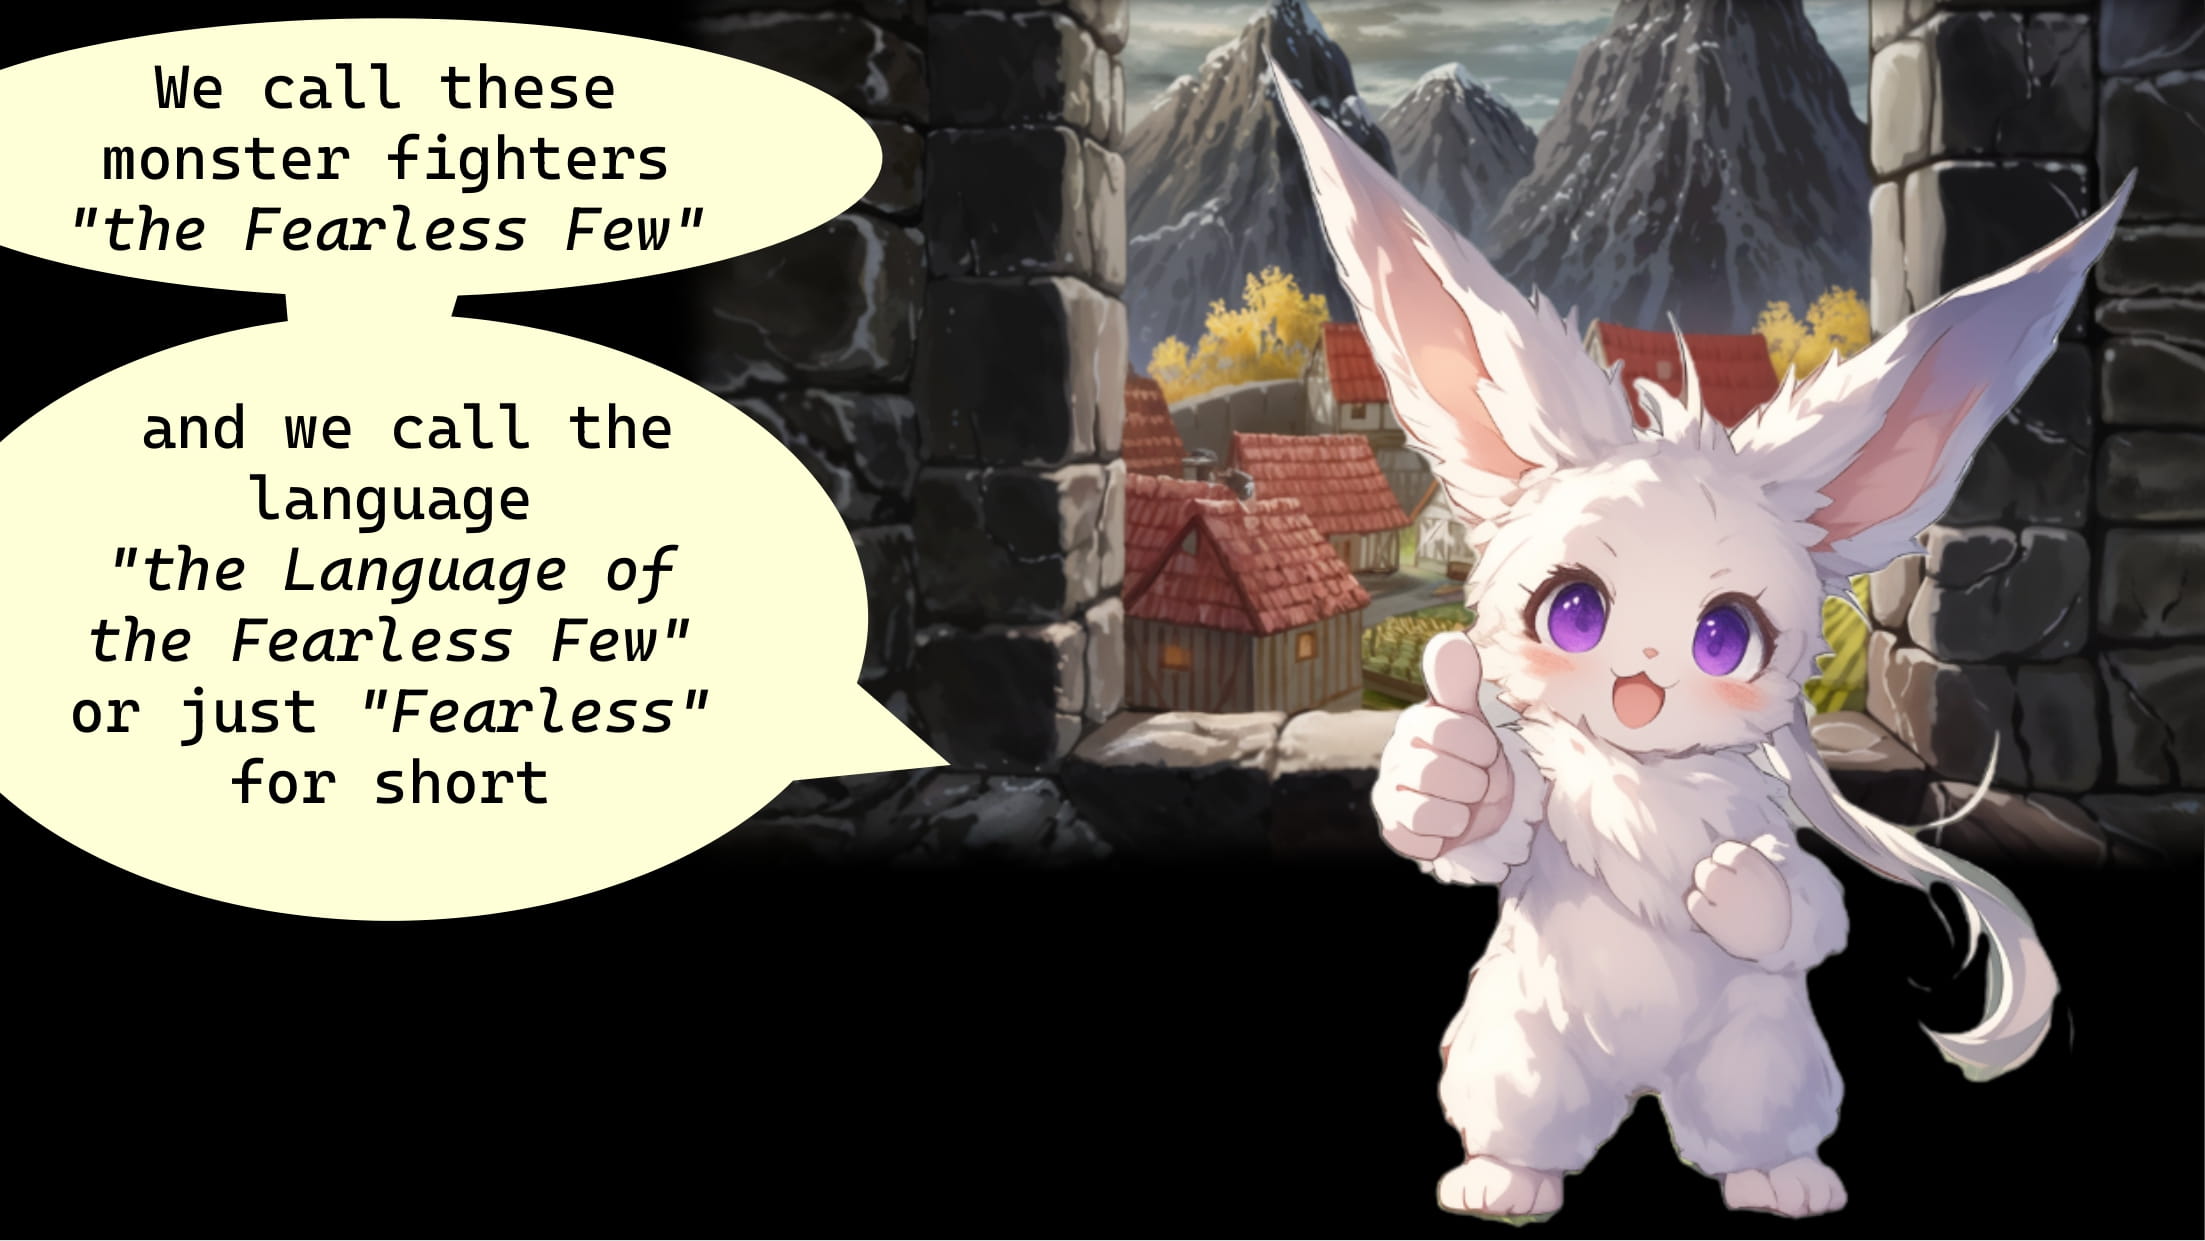 We call these
monster fighters
"the Fearless Few"
and we call the
language
"the Language of
the Fearless Few"
or just "Fearless"
for short